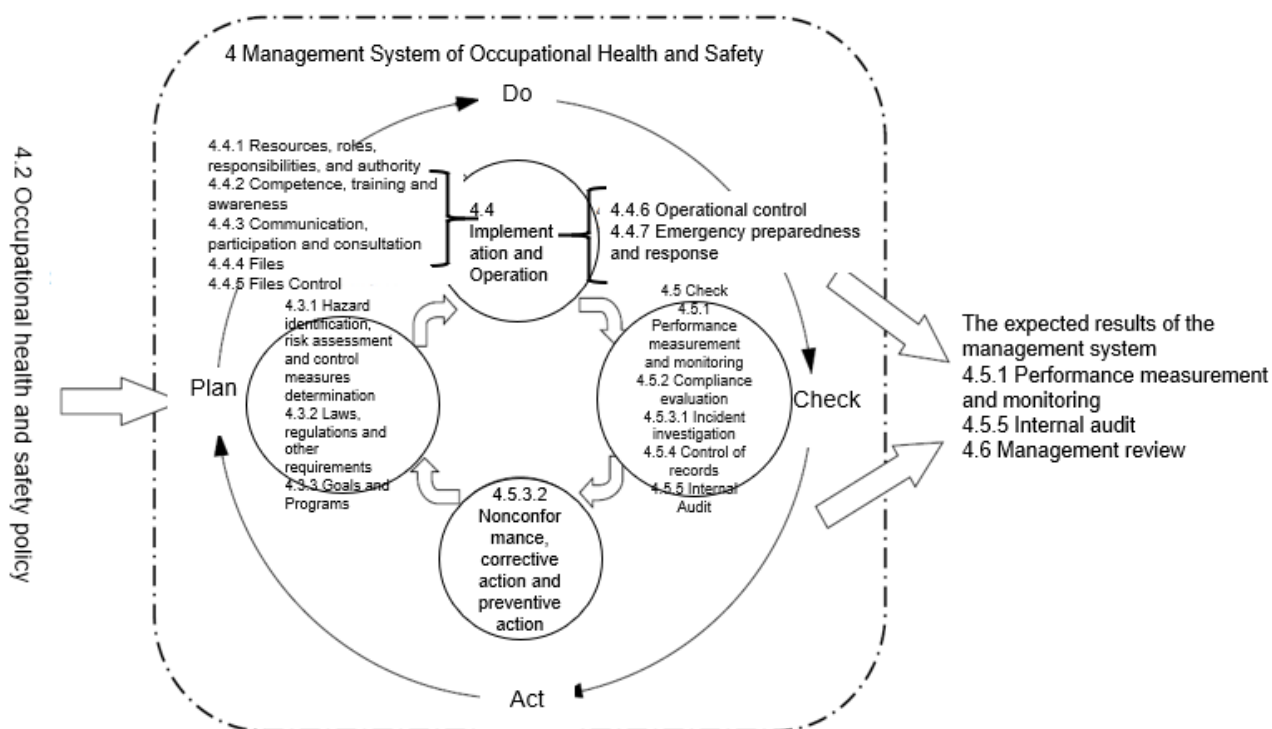 4 Management System of Occupational Health and Safety
Do
4.2 Occupational health and safety policy
4.4.1 Resources, roles,
responsibilities, and authority
4.4.2 Competence, training and
awareness
4.4.3 Communication,
participation and consultation
4.4.4 Files
4.4.5 Files Control
4.4
Implement
ation and
Operation
4.4.6 Operational control
4.4.7 Emergency preparedness
and response
Plan
4.3.1 Hazard
identification,
risk assessment
and control
measures
determination
4.3.2 Laws,
regulations and
other
requirements
4.3.3 Goals and
Programs
4.5 Check
4.5.1
Performance
measurement
and monitoring
4.5.2 Compliance
evaluation
4.5.3.1 Incident
investigation
4.5.4 Control of
records
4.5.5 Internal
Audit
Check
4.5.3.2
Nonconfor
mance,
corrective
action and
preventive
action
Act
The expected results of the
management system
4.5.1 Performance measurement
and monitoring
4.5.5 Internal audit
4.6 Management review